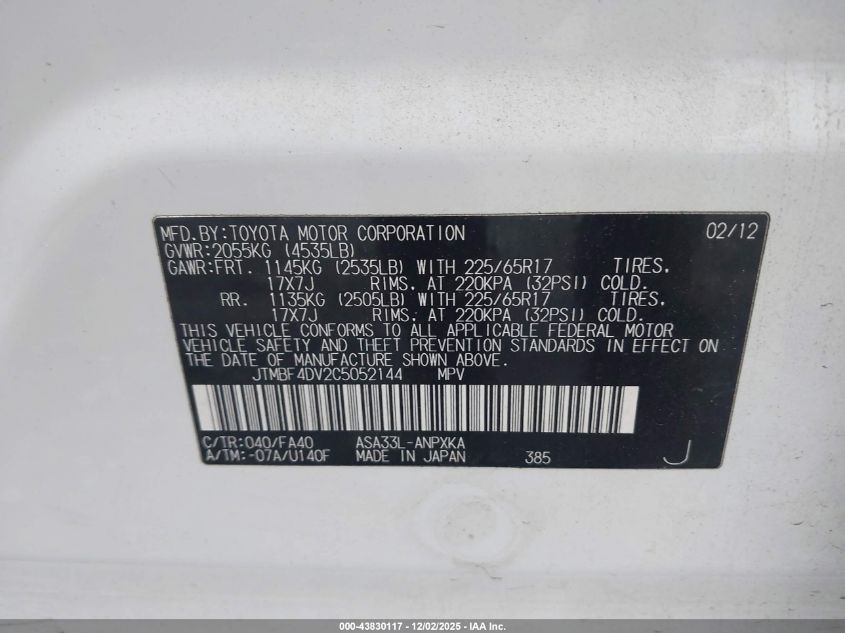 MFD.BY:TOYOTA MOTOR CORPORATION 02/12
GVWR:2055KG (4535LB)
GAWR:FRT. 1145KG (2535LB) WITH 225/65R17 TIRES,
17X7J RIMS, AT 220KPA (32PSI) COLD.
RR. 1135KG (2505LB) WITH 225/65R17 TIRES,
17X7J RIMS, AT 220KPA (32PSI) COLD.
THIS VEHICLE CONFORMS TO ALL APPLICABLE FEDERAL MOTOR
VEHICLE SAFETY AND THEFT PREVENTION STANDARDS IN EFFECT ON
THE DATE OF MANUFACTURE SHOWN ABOVE.
JTMBF4DV2C5052144 MPV
C/TR:040/FA40 ASA33L-ANPXKA
A/TM:-07A/U140F MADE IN JAPAN 385 J
000-43830117 - 12/02/2025 - IAA Inc.